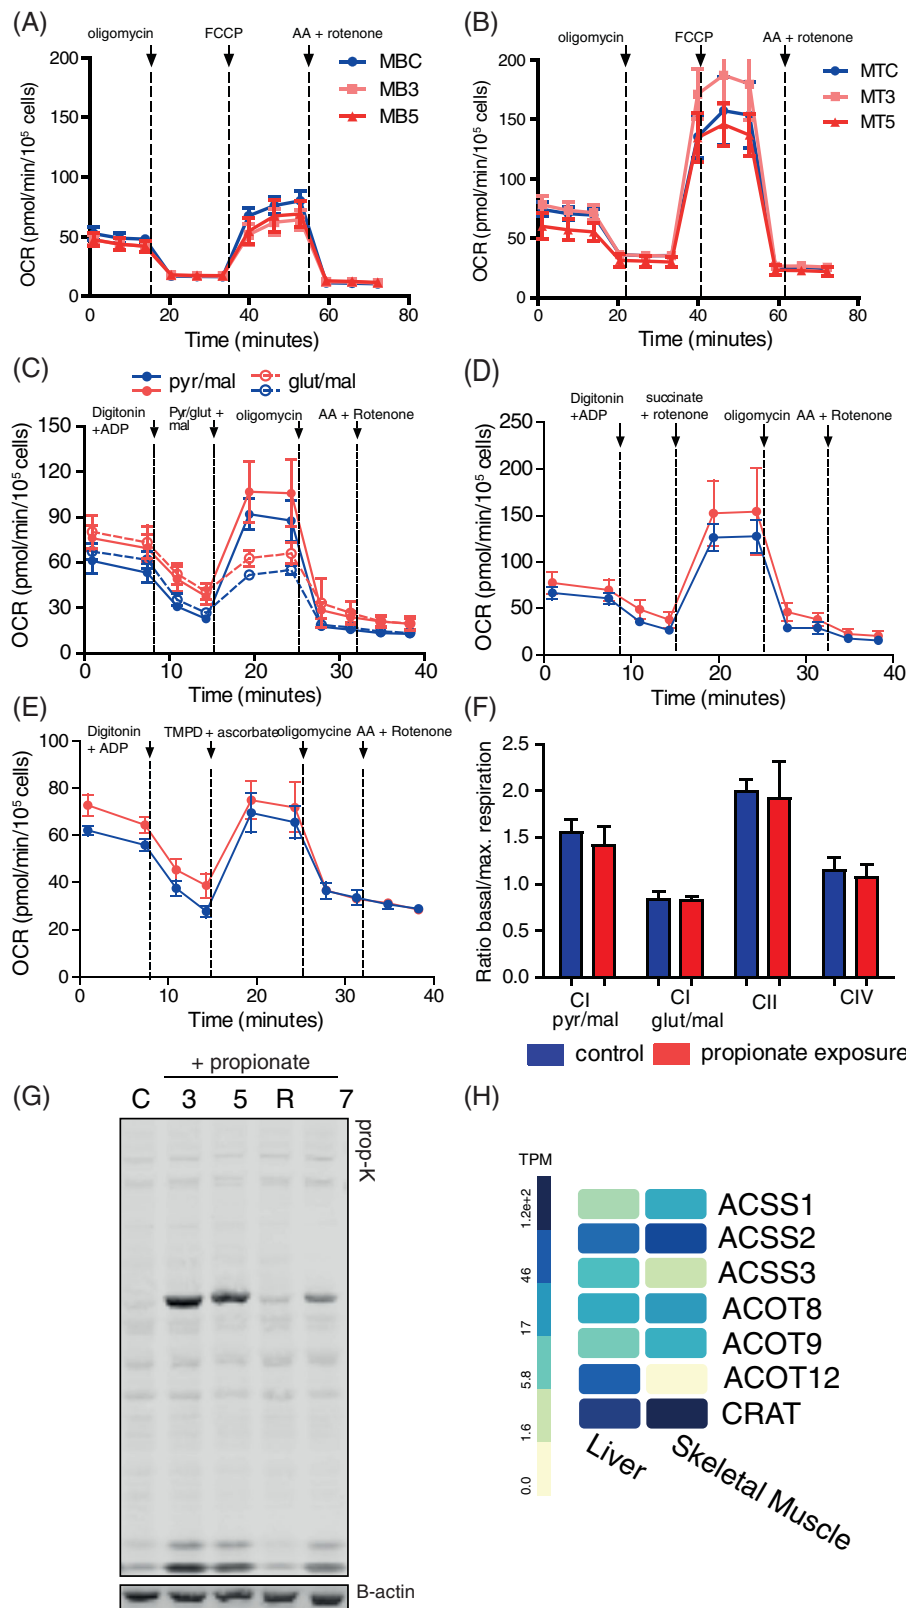 (A)
oligomycin FCCP AA + rotenone
MBC
MB3
MB5
OCR (pmol/min/10⁵ cells)
200
150
100
50
0
0 20 40 60 80
Time (minutes)
(B)
oligomycin FCCP AA + rotenone
MTC
MT3
MT5
OCR (pmol/min/10⁵ cells)
200
150
100
50
0
0 20 40 60 80
Time (minutes)
(C)
pyr/mal glut/mal
Digitonin +ADP
Pyr/glut + mal
oligomycin
AA + Rotenone
OCR (pmol/min/10⁵ cells)
150
120
90
60
30
0
0 10 20 30 40
Time (minutes)
(D)
Digitonin +ADP
succinate + rotenone
oligomycin
AA + Rotenone
OCR (pmol/min/10⁵ cells)
250
200
150
100
50
0
0 10 20 30 40
Time (minutes)
(E)
Digitonin + ADP
TMPD + ascorbate
oligomycine
AA + Rotenone
OCR (pmol/min/10⁵ cells)
100
80
60
40
20
0
0 10 20 30 40
Time (minutes)
(F)
Ratio basal/max. respiration
2.5
2.0
1.5
1.0
0.5
0.0
CI pyr/mal
CI glut/mal
CII
CIV
control propionate exposure
(G)
+ propionate
C 3 5 R 7
prop-K
B-actin
(H)
TPM
1.2e+2
46
17
5.8
1.6
0.0
ACSS1
ACSS2
ACSS3
ACOT8
ACOT9
ACOT12
CRAT
Liver
Skeletal Muscle